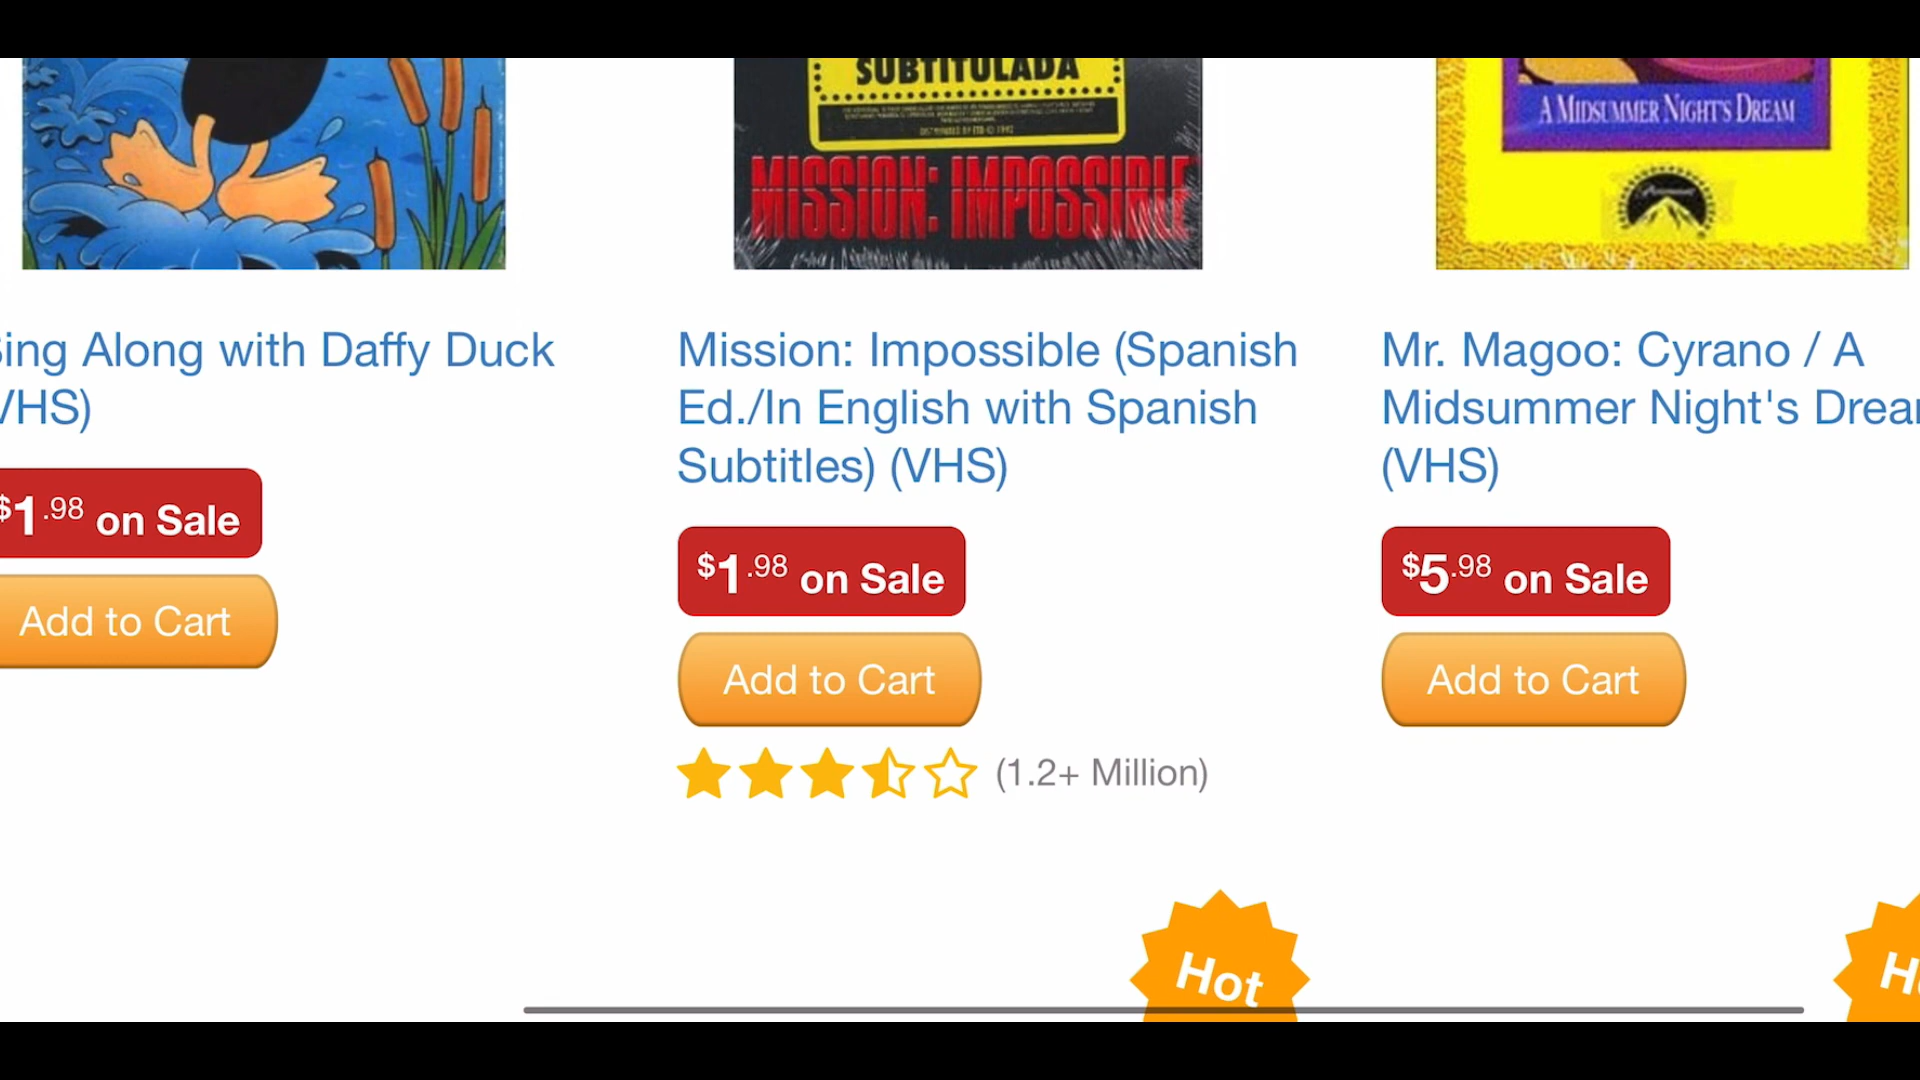 SUBTITULADA
MISSION: IMPOSSIBLE
A MIDSUMMER NIGHT'S DREAM
Paramount
ing Along with Daffy Duck
VHS)
$1.98 on Sale
Add to Cart
Mission: Impossible (Spanish
Ed./In English with Spanish
Subtitles) (VHS)
$1.98 on Sale
Add to Cart
(1.2+ Million)
Mr. Magoo: Cyrano / A
Midsummer Night's Drea
(VHS)
$5.98 on Sale
Add to Cart
Hot
H